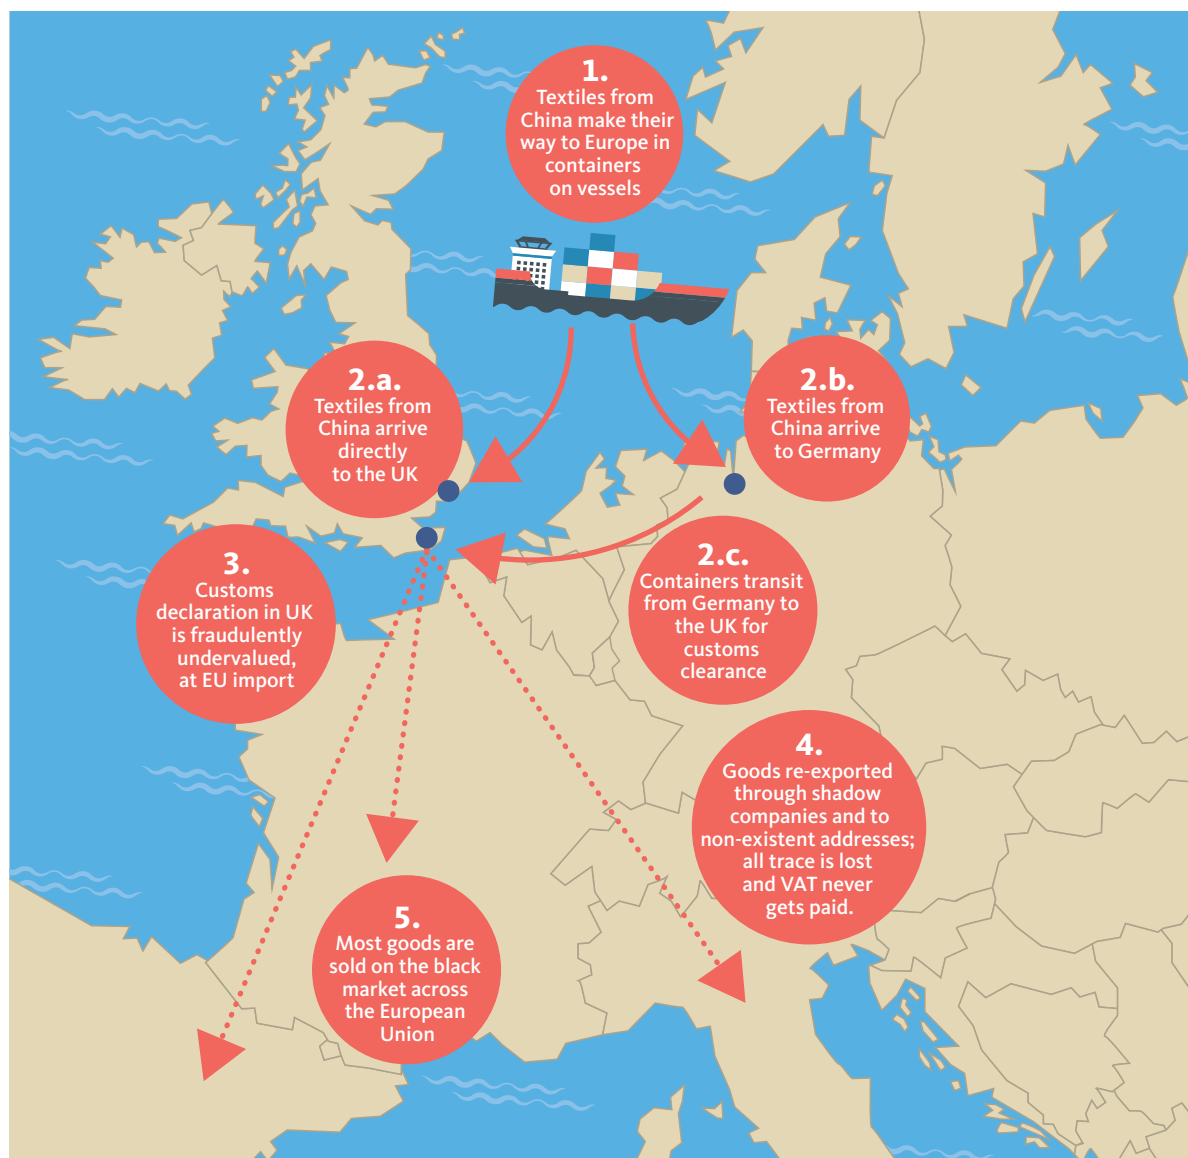 1.
Textiles from
China make their
way to Europe in
containers
on vessels
2.a.
Textiles from
China arrive
directly
to the UK
2.b.
Textiles from
China arrive
to Germany
2.c.
Containers transit
from Germany to
the UK for
customs
clearance
3.
Customs
declaration in UK
is fraudulently
undervalued,
at EU import
4.
Goods re-exported
through shadow
companies and to
non-existent addresses;
all trace is lost
and VAT never
gets paid.
5.
Most goods are
sold on the black
market across
the European
Union